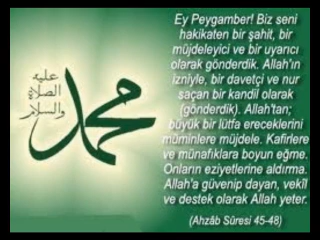 محمد
عليه
الصلاة
والسلام
Ey Peygamber! Biz seni
hakikaten bir şahit, bir
müjdeleyici ve bir uyarıcı
olarak gönderdik. Allah'ın
izniyle, bir davetçi ve nur
saçan bir kandil olarak
(gönderdik). Allah'tan;
büyük bir lütfa ereceklerini
müminlere müjdele. Kafirlere
ve münafıklara boyun eğme.
Onların eziyetlerine aldırma.
Allah'a güvenip dayan, vekîl
ve destek olarak Allah yeter.
(Ahzâb Sûresi 45-48)